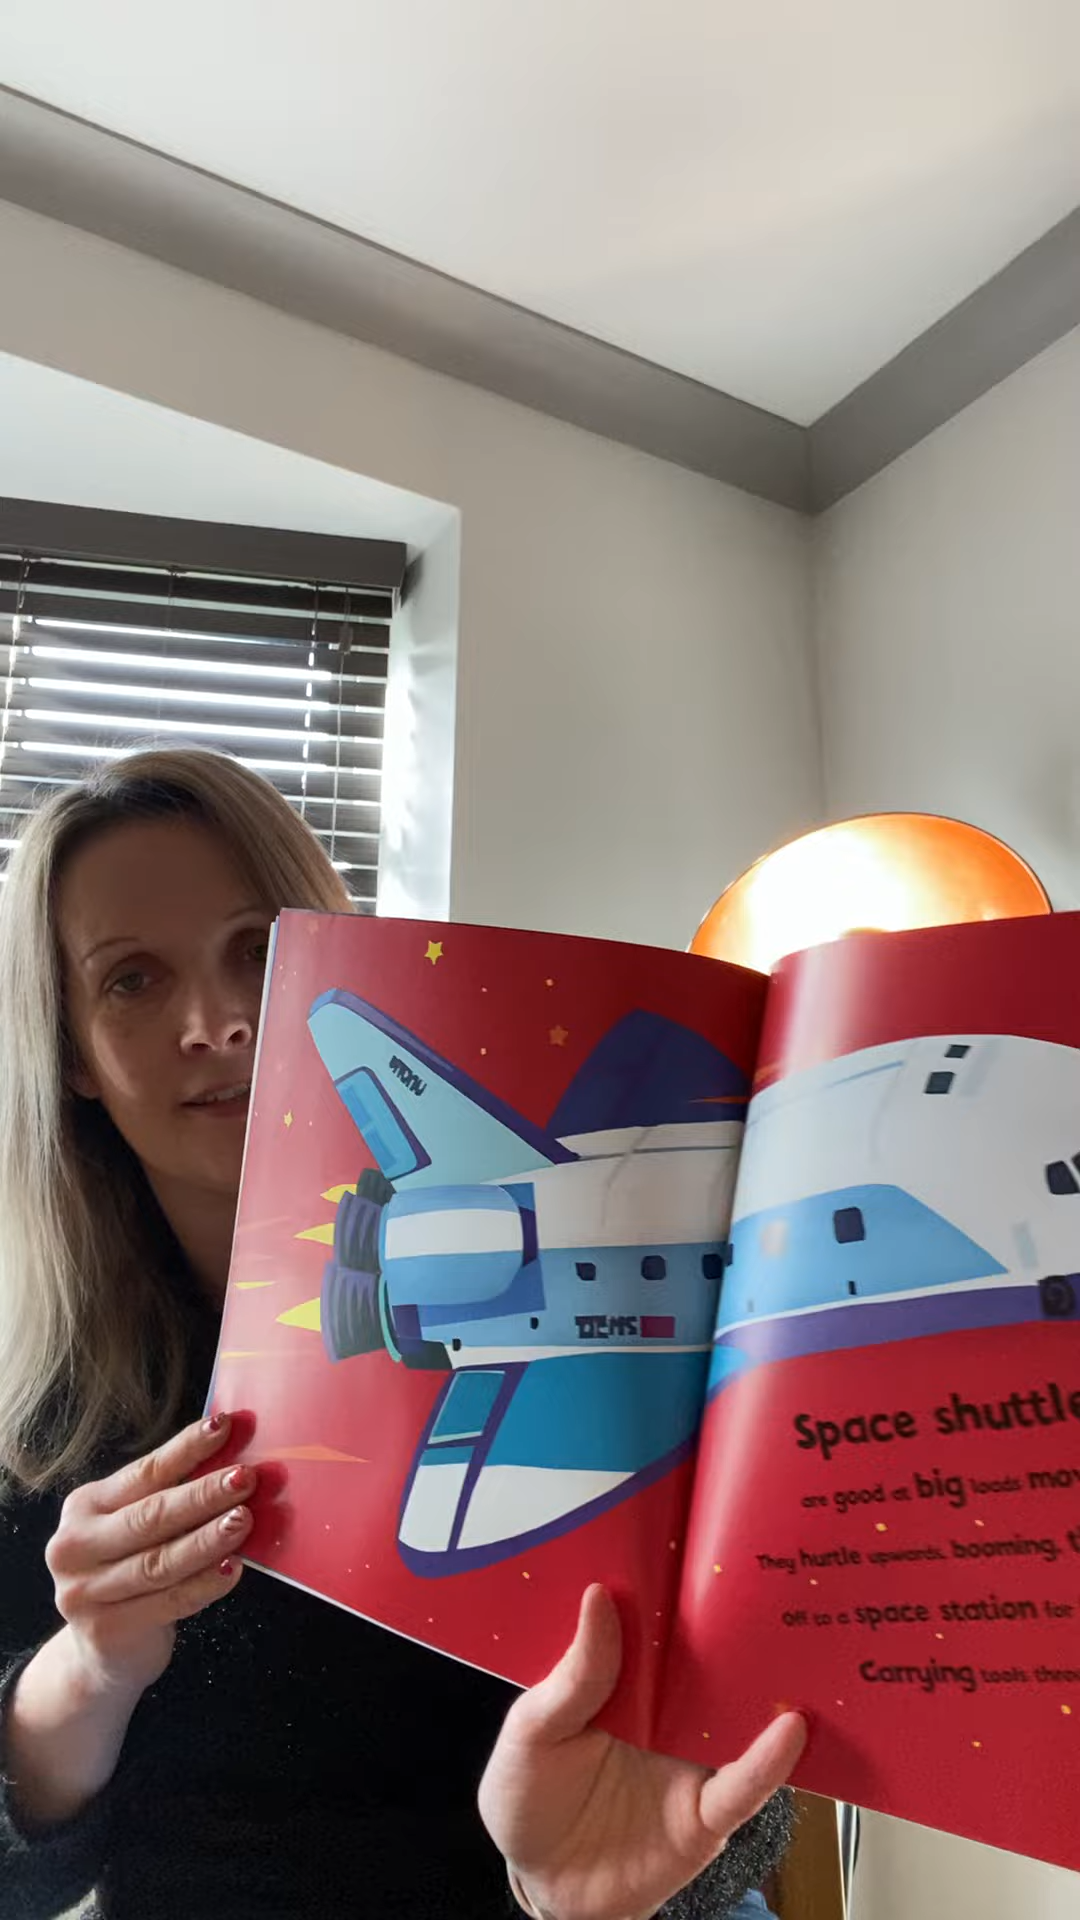 Space shuttle
are good at big loads mov
They hurtle upwards, booming, t
Off to a space station for
Carrying tools throu